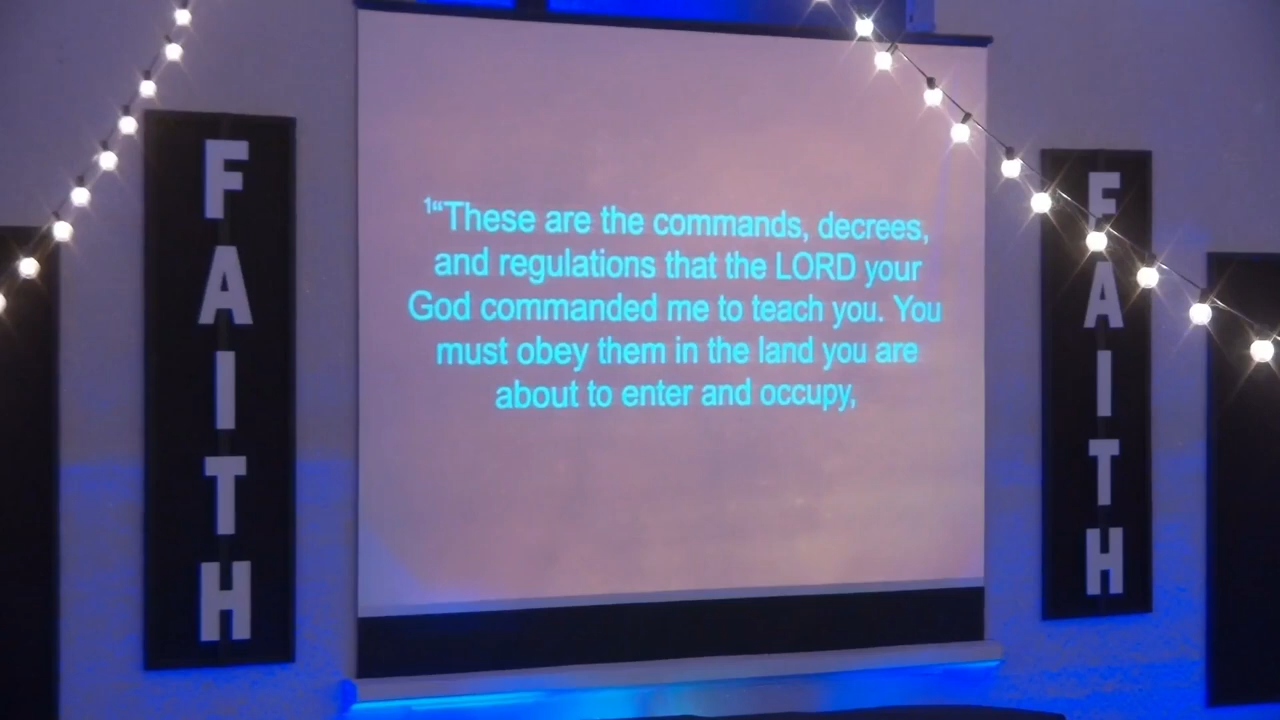 FAITH
¹“These are the commands, decrees,
and regulations that the LORD your
God commanded me to teach you. You
must obey them in the land you are
about to enter and occupy,
FAITH